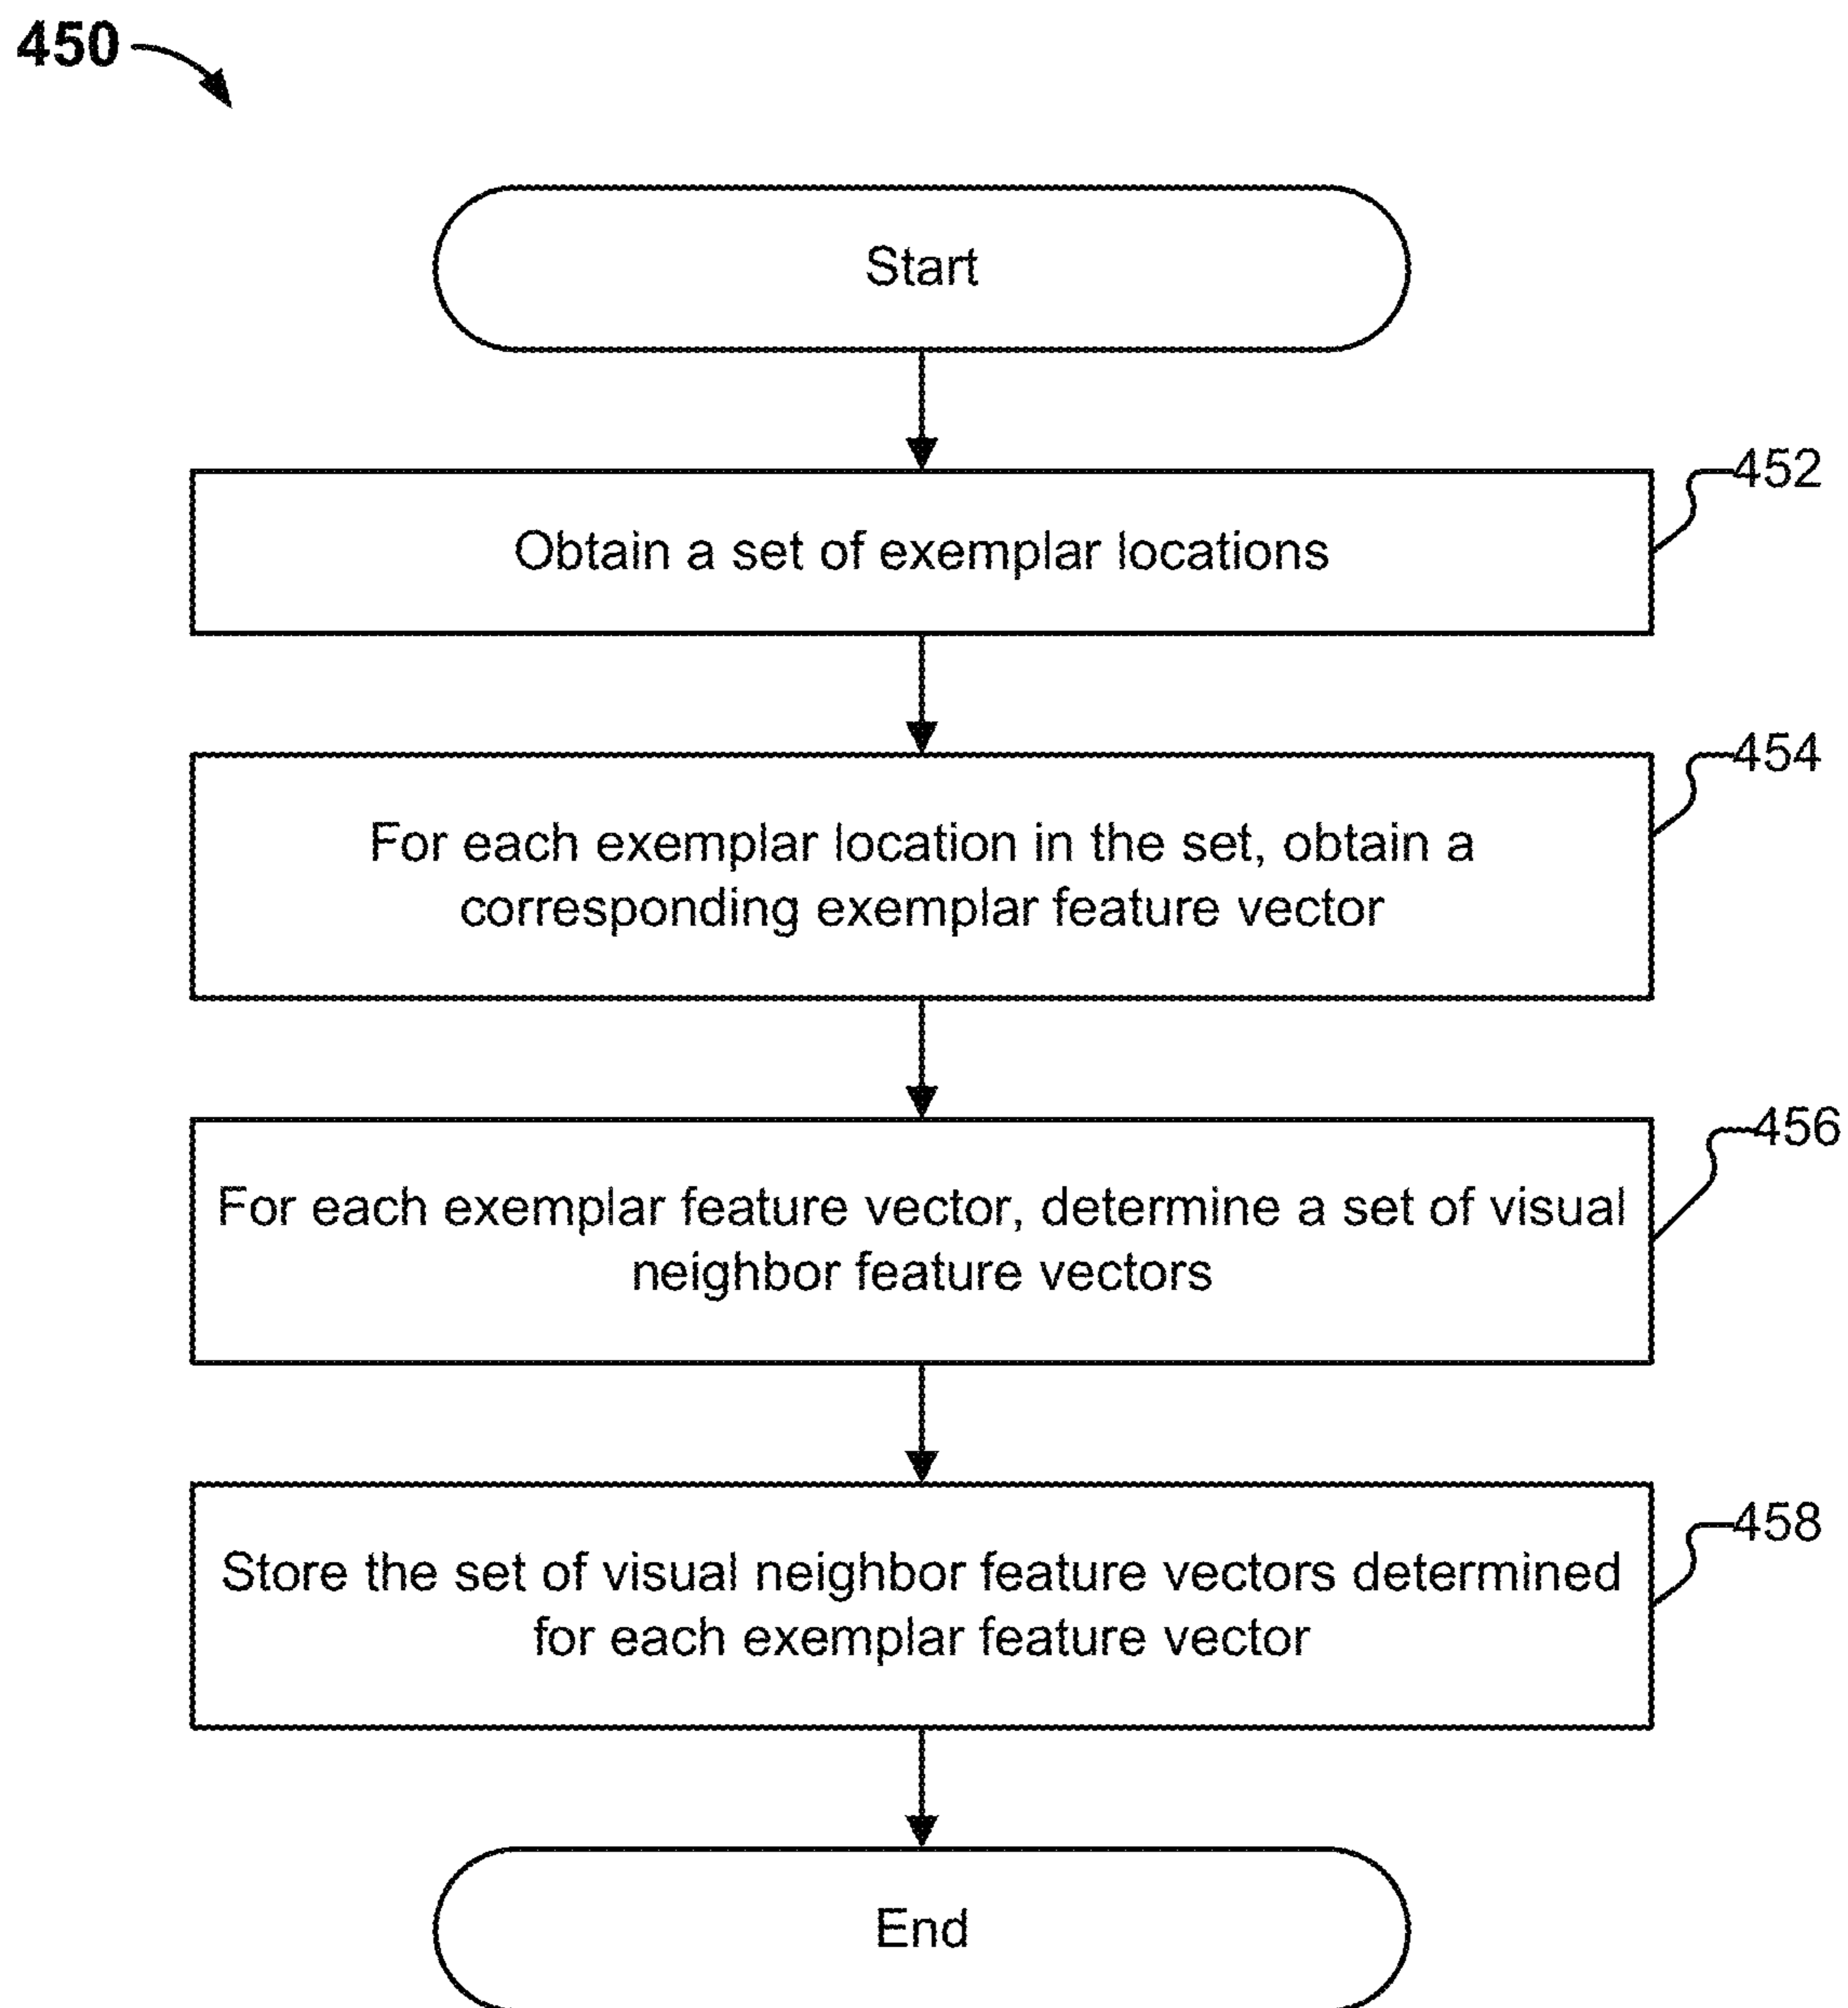 450
Start
452
Obtain a set of exemplar locations
454
For each exemplar location in the set, obtain a
corresponding exemplar feature vector
456
For each exemplar feature vector, determine a set of visual
neighbor feature vectors
458
Store the set of visual neighbor feature vectors determined
for each exemplar feature vector
End